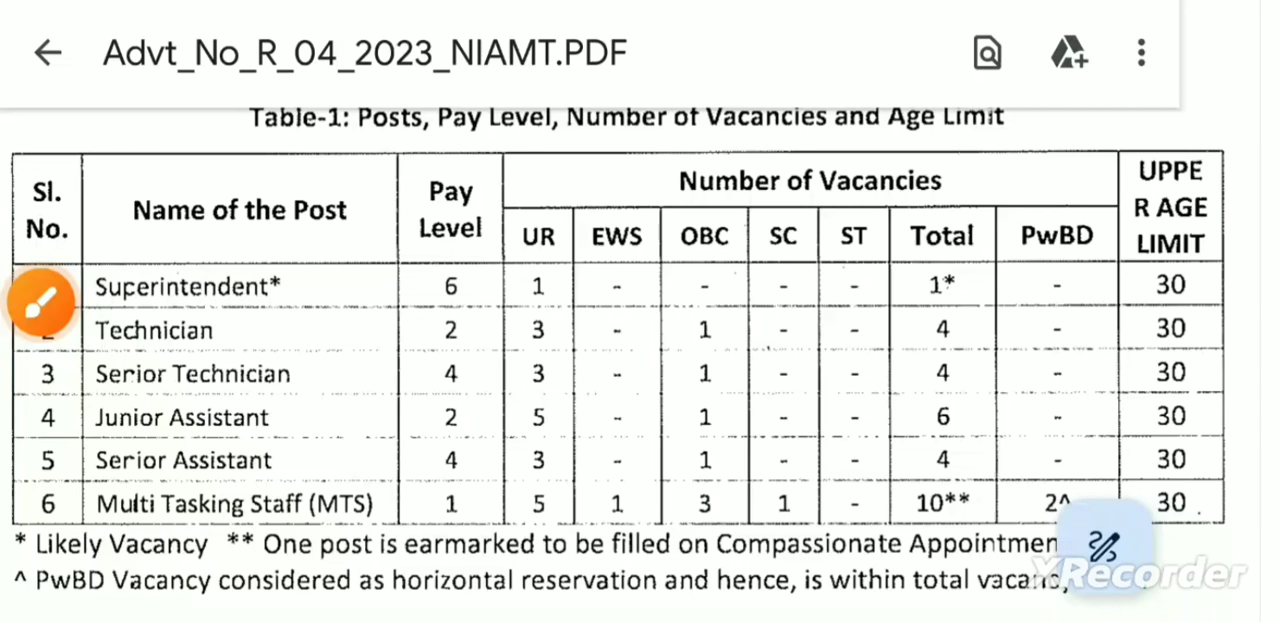 Advt_No_R_04_2023_NIAMT.PDF
Table-1: Posts, Pay Level, Number of Vacancies and Age Limit
Sl. No. Name of the Post Pay Level Number of Vacancies UPPE R AGE LIMIT
UR EWS OBC SC ST Total PwBD
Superintendent* 6 1 - - - - 1* - 30
2 Technician 2 3 - 1 - - 4 - 30
3 Serior Technician 4 3 - 1 - - 4 - 30
4 Junior Assistant 2 5 - 1 - - 6 - 30
5 Serior Assistant 4 3 - 1 - - 4 - 30
6 Multi Tasking Staff (MTS) 1 5 1 3 1 - 10** 2^ 30
* Likely Vacancy ** One post is earmarked to be filled on Compassionate Appointmen
^ PwBD Vacancy considered as horizontal reservation and hence, is within total vacanc
XRecorder